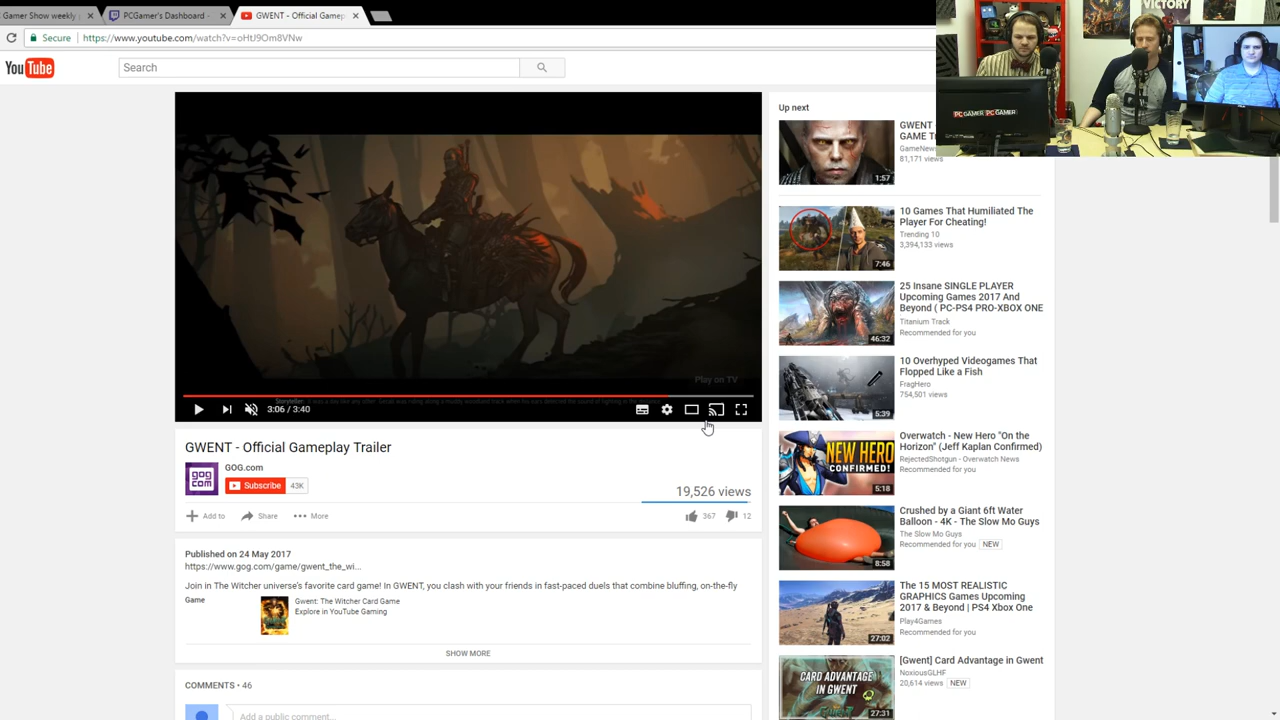 Gamer Show weekly
PCGamer's Dashboard -
GWENT - Official Gamep
Secure
https://www.youtube.com/watch?v=oHtJ9Om8VNw
YouTube
Search
VICTORY
PC GAMER PC GAMER
Play on TV
3:06 / 3:40
GWENT - Official Gameplay Trailer
GOG.com
gog
com
Subscribe
43K
19,526 views
Add to
Share
More
367
12
Published on 24 May 2017
https://www.gog.com/game/gwent_the_wi...
Join in The Witcher universe's favorite card game! In GWENT, you clash with your friends in fast-paced duels that combine bluffing, on-the-fly
Game
Gwent: The Witcher Card Game
Explore in YouTube Gaming
SHOW MORE
COMMENTS • 46
Add a public comment...
Up next
GWENT -
GAME Tr
GameNews
81,171 views
1:57
10 Games That Humiliated The
Player For Cheating!
Trending 10
3,394,133 views
7:46
25 Insane SINGLE PLAYER
Upcoming Games 2017 And
Beyond ( PC-PS4 PRO-XBOX ONE
Titanium Track
Recommended for you
46:32
10 Overhyped Videogames That
Flopped Like a Fish
FragHero
754,501 views
5:39
Overwatch - New Hero "On the
Horizon" (Jeff Kaplan Confirmed)
RejectedShotgun - Overwatch News
Recommended for you
NEW HERO
CONFIRMED!
5:18
Crushed by a Giant 6ft Water
Balloon - 4K - The Slow Mo Guys
The Slow Mo Guys
Recommended for you NEW
8:58
The 15 MOST REALISTIC
GRAPHICS Games Upcoming
2017 & Beyond | PS4 Xbox One
Play4Games
Recommended for you
27:02
[Gwent] Card Advantage in Gwent
NoxiousGLHF
20,614 views NEW
CARD ADVANTAGE
IN GWENT
27:31